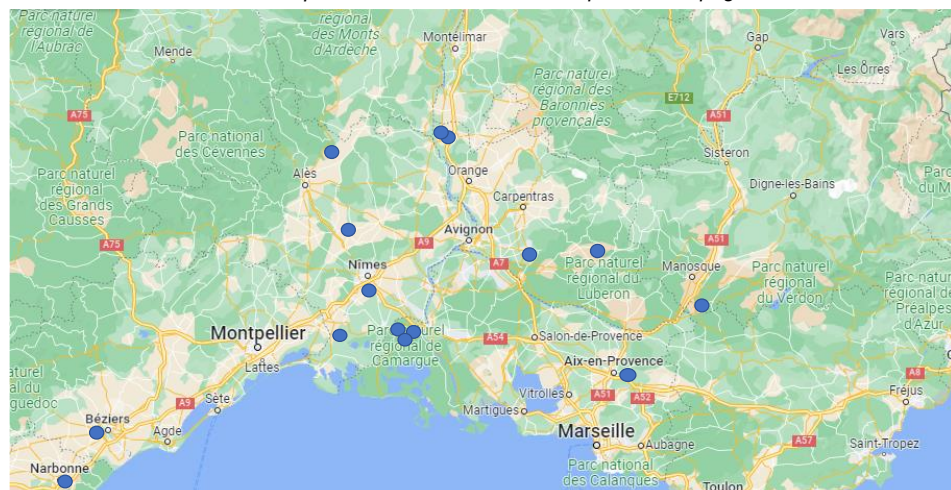 régional de
l'Aubrac
Mende
régional
des Monts
d'Ardèche
Montélimar
Gap
Vars
Les Orres
A75
Parc national
des Cévennes
Parc naturel
régional des
Baronnies
provençales
E712
A51
Sisteron
Alès
Orange
Carpentras
Digne-les-Bains
Parc naturel
régional
des Grands
Causses
A75
Avignon
A9
A7
A51
Nîmes
Parc naturel
régional du
Luberon
Manosque
Parc naturel
régional
du Verdon
Parc naturel
régional de
Préalpes
d'Azur
Montpellier
Lattes
Parc naturel
régional de
Camargue
A54
Salon-de-Provence
Aix-en-Provence
A8
Fréjus
Sète
A9
Vitrolles
A51
A52
Béziers
Agde
Martigues
Marseille
Aubagne
A57
Saint-Tropez
Narbonne
Parc national
des Calanques
Toulon